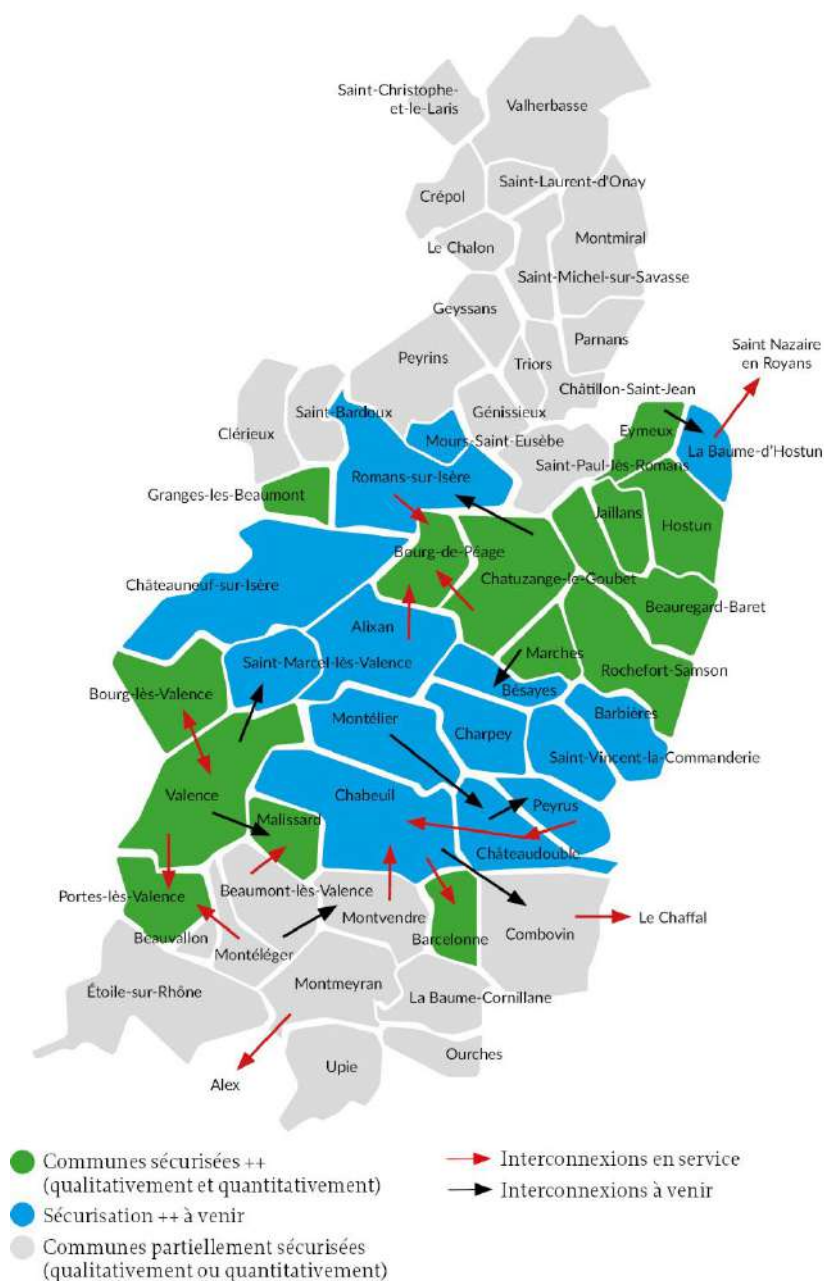 Saint-Christophe-
et-le-Laris
Valherbasse
Saint-Laurent-d'Onay
Crépol
Montmiral
Le Chalon
Saint-Michel-sur-Savasse
Geyssans
Parnans
Saint Nazaire
en Royans
Peyrins
Triors
Châtillon-Saint-Jean
Saint-Bardoux
Génissieux
Clérieux
Eymeux
Mours-Saint-Eusèbe
La Baume-d'Hostun
Saint-Paul-lès-Romans
Romans-sur-Isère
Granges-les-Beaumont
Jaillans
Hostun
Bourg-de-Péage
Chatuzange-le-Goubet
Châteauneuf-sur-Isère
Beauregard-Baret
Alixan
Marches
Saint-Marcel-lès-Valence
Rochefort-Samson
Bourg-lès-Valence
Bésayes
Barbières
Montélier
Charpey
Saint-Vincent-la-Commanderie
Valence
Chabeuil
Peyrus
Malissard
Châteaudouble
Beaumont-lès-Valence
Portes-lès-Valence
Montvendre
Le Chaffal
Beauvallon
Barcelonne
Combovin
Montéléger
Étoile-sur-Rhône
Montmeyran
La Baume-Cornillane
Ourches
Upie
Alex
Communes sécurisées ++
(qualitativement et quantitativement)
Sécurisation ++ à venir
Communes partiellement sécurisées
(qualitativement ou quantitativement)
Interconnexions en service
Interconnexions à venir